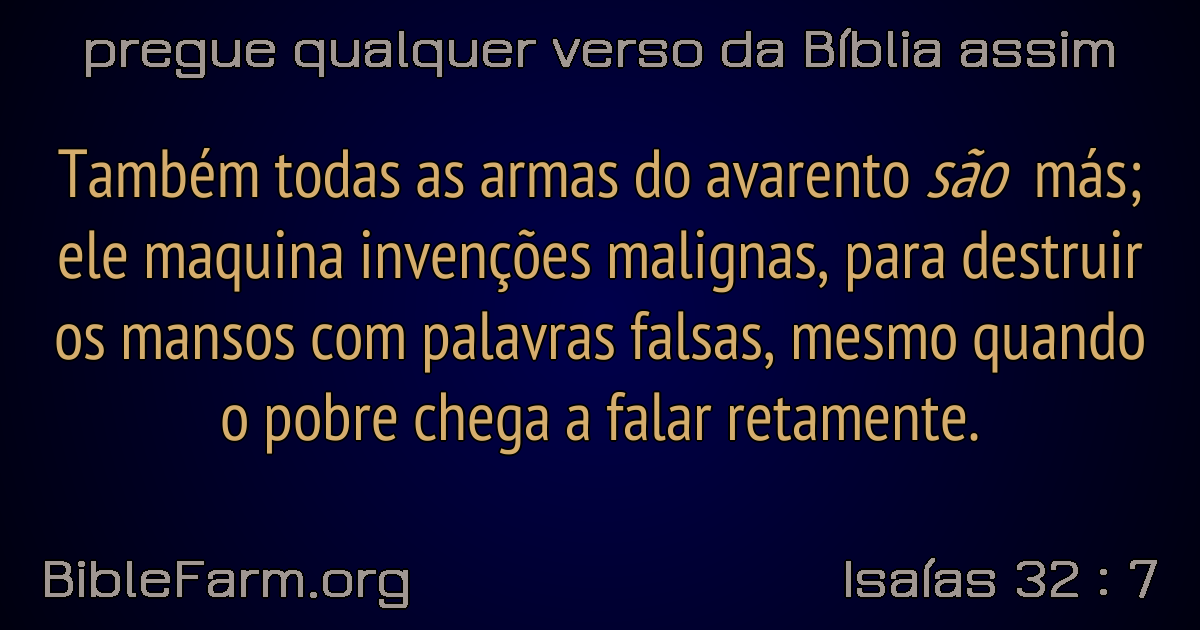 pregue qualquer verso da Bíblia assim
Também todas as armas do avarento são más;
ele maquina invenções malignas, para destruir
os mansos com palavras falsas, mesmo quando
o pobre chega a falar retamente.
BibleFarm.org
Isaías 32 : 7